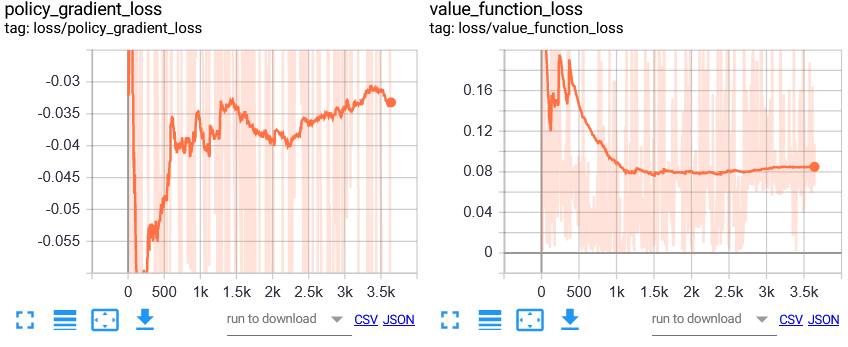 policy_gradient_loss
tag: loss/policy_gradient_loss
-0.03
-0.035
-0.04
-0.045
-0.05
-0.055
0 500 1k 1.5k 2k 2.5k 3k 3.5k
run to download CSV JSON
value_function_loss
tag: loss/value_function_loss
0.16
0.12
0.08
0.04
0
0 500 1k 1.5k 2k 2.5k 3k 3.5k
run to download CSV JSON